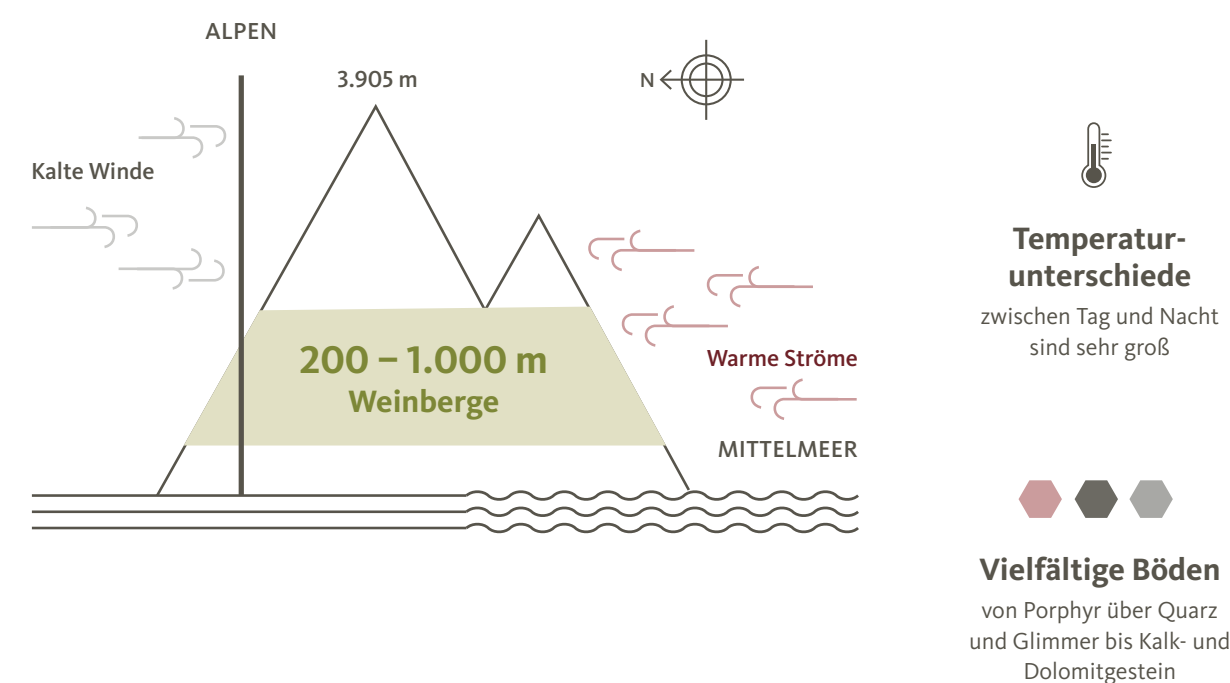 ALPEN
3.905 m
N
Kalte Winde
200 – 1.000 m
Weinberge
Warme Ströme
MITTELMEER
Temperatur-
unterschiede
zwischen Tag und Nacht
sind sehr groß
Vielfältige Böden
von Porphyr über Quarz
und Glimmer bis Kalk- und
Dolomitgestein